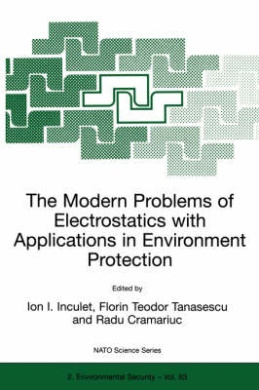 The Modern Problems of
Electrostatics with
Applications in Environment
Protection
Edited by
Ion I. Inculet, Florin Teodor Tanasescu
and Radu Cramariuc
NATO Science Series
2. Environmental Security – Vol. 63